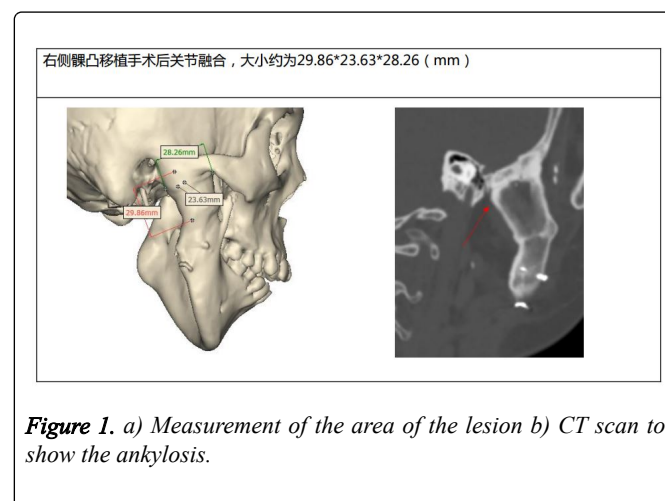 右侧髁凸移植手术后关节融合，大小约为29.86*23.63*28.26（mm）
28.26mm
23.63mm
29.86mm
Figure 1. a) Measurement of the area of the lesion b) CT scan to
show the ankylosis.